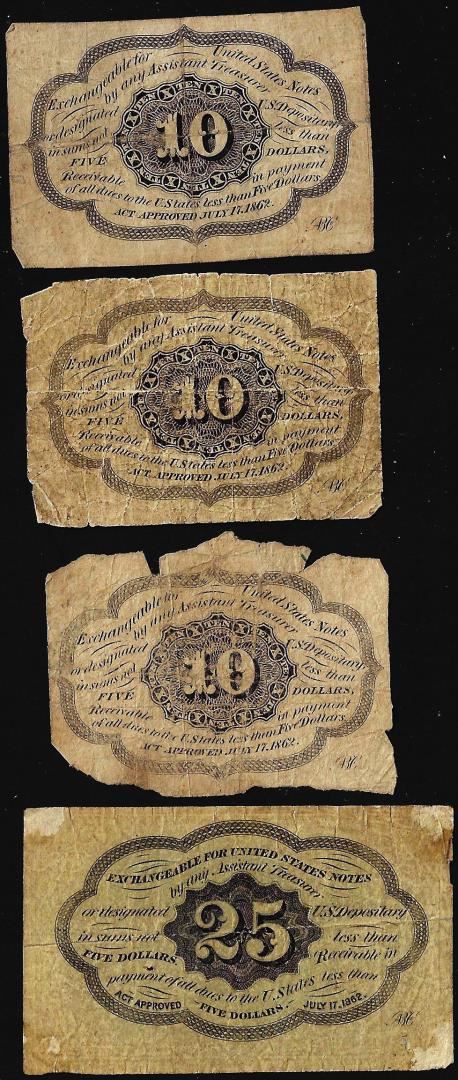 Exchangeable for United States Notes
by any Assistant Treasurer
or designated U.S. Depositary
in sums not less than
FIVE 10 DOLLARS,
Receivable in payment
of all dues to the U. States less than Five Dollars.
ACT APPROVED JULY 17, 1862.
ABC
Exchangeable for United States Notes
by any Assistant Treasurer
or designated U.S. Depositary
in sums not less than
FIVE 10 DOLLARS,
Receivable in payment
of all dues to the U. States less than Five Dollars.
ACT APPROVED JULY 17, 1862.
Exchangeable for United States Notes
by any Assistant Treasurer
or designated U.S. Depositary
in sums not less than
FIVE 10 DOLLARS,
Receivable in payment
of all dues to the U. States less than Five Dollars.
ACT APPROVED JULY 17, 1862.
ABC
EXCHANGEABLE FOR UNITED STATES NOTES
by any Assistant Treasurer
or designated U.S. Depositary
in sums not 25 less than
FIVE DOLLARS. Receivable in
payment of all dues to the U. States less than
ACT APPROVED FIVE DOLLARS. JULY 17, 1862.
ABC